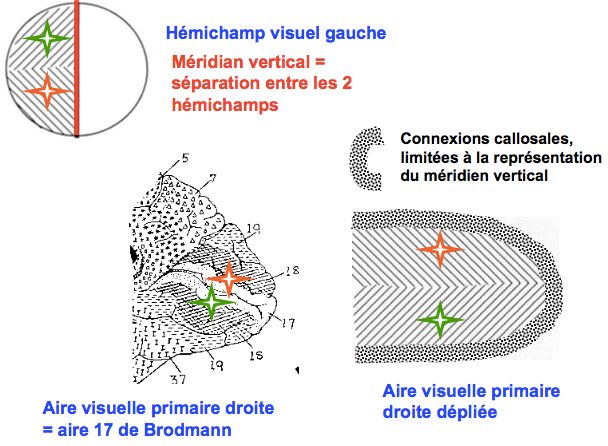 Hémichamp visuel gauche
Méridian vertical =
séparation entre les 2
hémichamps
Connexions callosales,
limitées à la représentation
du méridien vertical
5
7
19
18
17
18
19
37
Aire visuelle primaire droite
= aire 17 de Brodmann
Aire visuelle primaire
droite dépliée